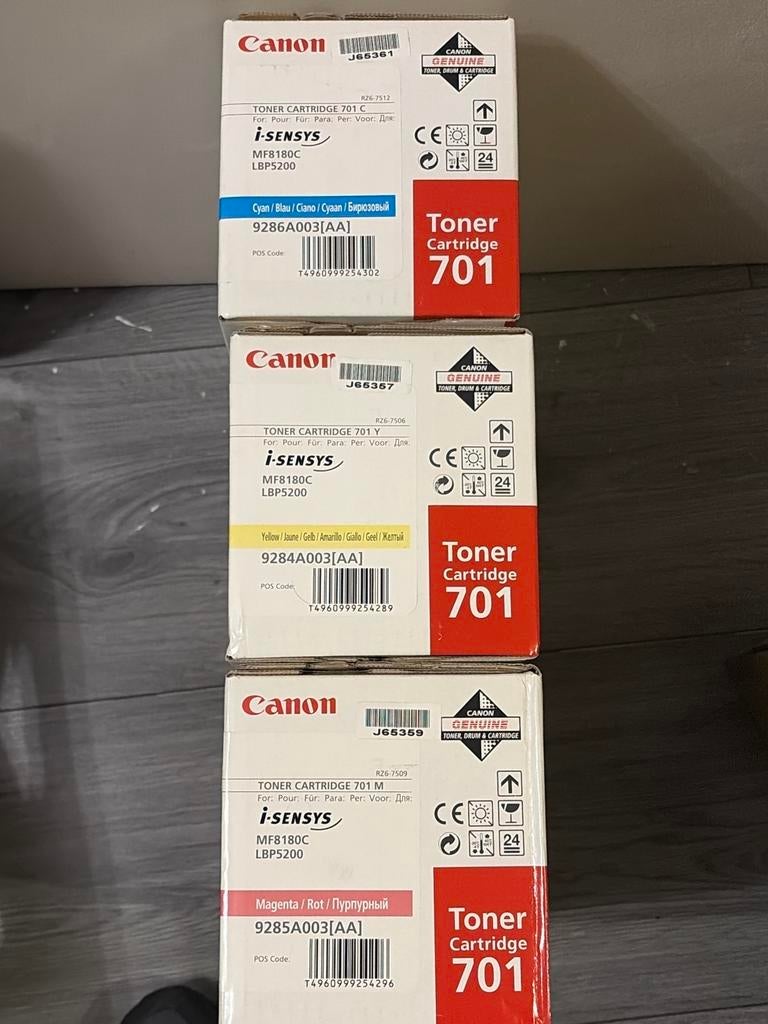 Canon
J65361
CANON
GENUINE
TONER, DRUM & CARTRIDGE
RZ6-7512
TONER CARTRIDGE 701 C
For: Pour: Für: Para: Per: Voor: Для:
i-SENSYS
MF8180C
LBP5200
CE
24
Cyan / Blau / Ciano / Cyaan / Бирюзовый
9286A003[AA]
POS Code:
T4960999254302
Toner
Cartridge
701
Canon
J65357
CANON
GENUINE
TONER, DRUM & CARTRIDGE
RZ6-7506
TONER CARTRIDGE 701 Y
For: Pour: Für: Para: Per: Voor: Для:
i-SENSYS
MF8180C
LBP5200
CE
24
Yellow / Jaune / Gelb / Amarillo / Giallo / Geel / Желтый
9284A003[AA]
POS Code:
T4960999254289
Toner
Cartridge
701
Canon
J65359
CANON
GENUINE
TONER, DRUM & CARTRIDGE
RZ6-7509
TONER CARTRIDGE 701 M
For: Pour: Für: Para: Per: Voor: Для:
i-SENSYS
MF8180C
LBP5200
CE
24
Magenta / Rot / Пурпурный
9285A003[AA]
POS Code:
T4960999254296
Toner
Cartridge
701